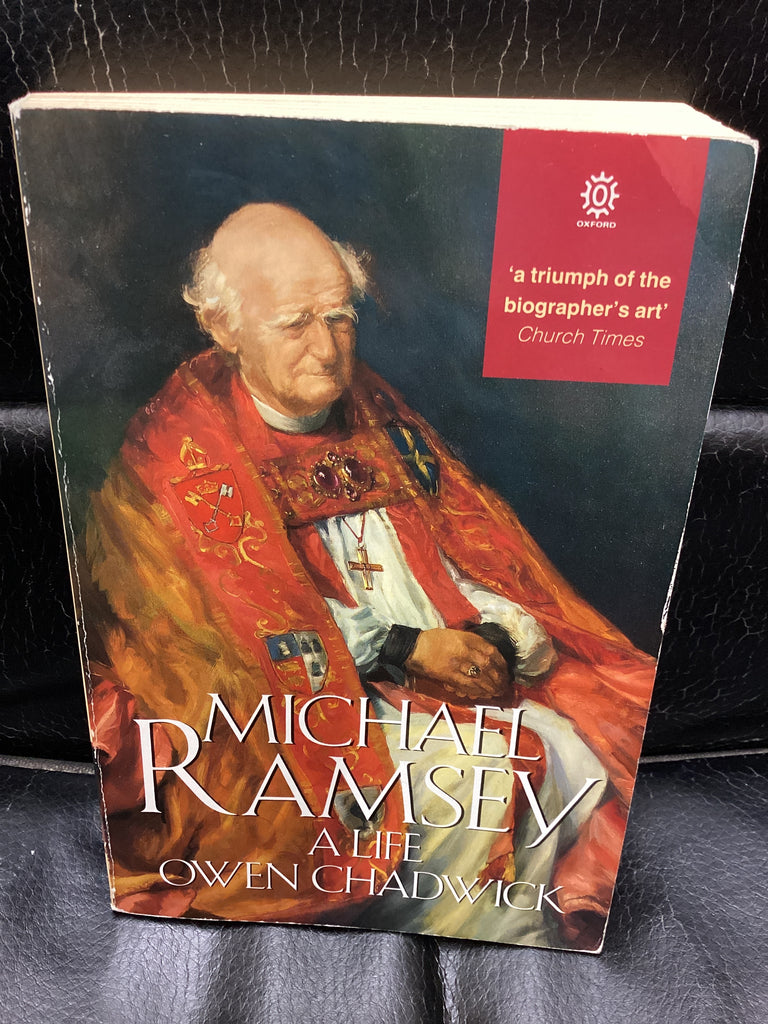 O
OXFORD
‘a triumph of the
biographer’s art’
Church Times
MICHAEL
RAMSEY
A LIFE
OWEN CHADWICK